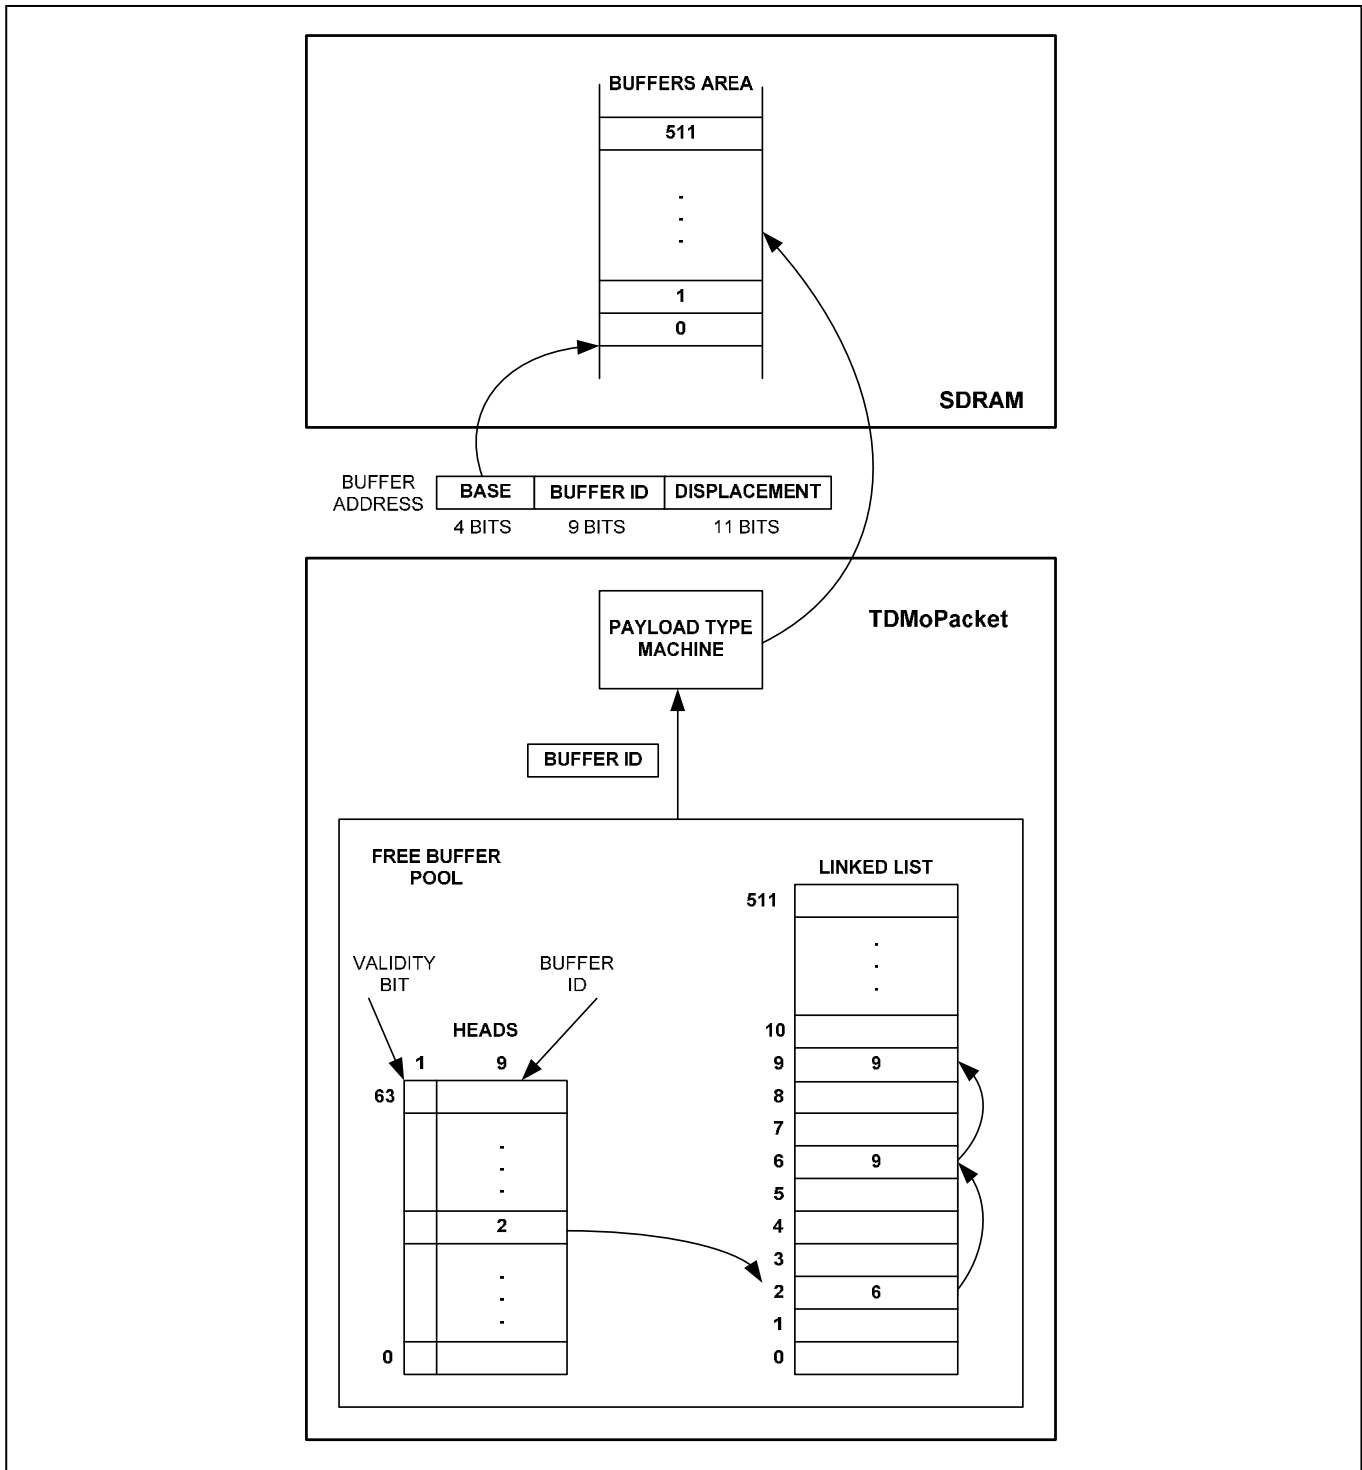 BUFFERS AREA
511
.
.
.
1
0
SDRAM
BUFFER
ADDRESS
BASE BUFFER ID DISPLACEMENT
4 BITS 9 BITS 11 BITS
PAYLOAD TYPE
MACHINE
TDMoPacket
BUFFER ID
FREE BUFFER
POOL
VALIDITY
BIT
BUFFER
ID
HEADS
1 9
63
.
.
.
2
.
.
.
0
LINKED LIST
511
.
.
.
10
9 9
8
7
6 9
5
4
3
2 6
1
0